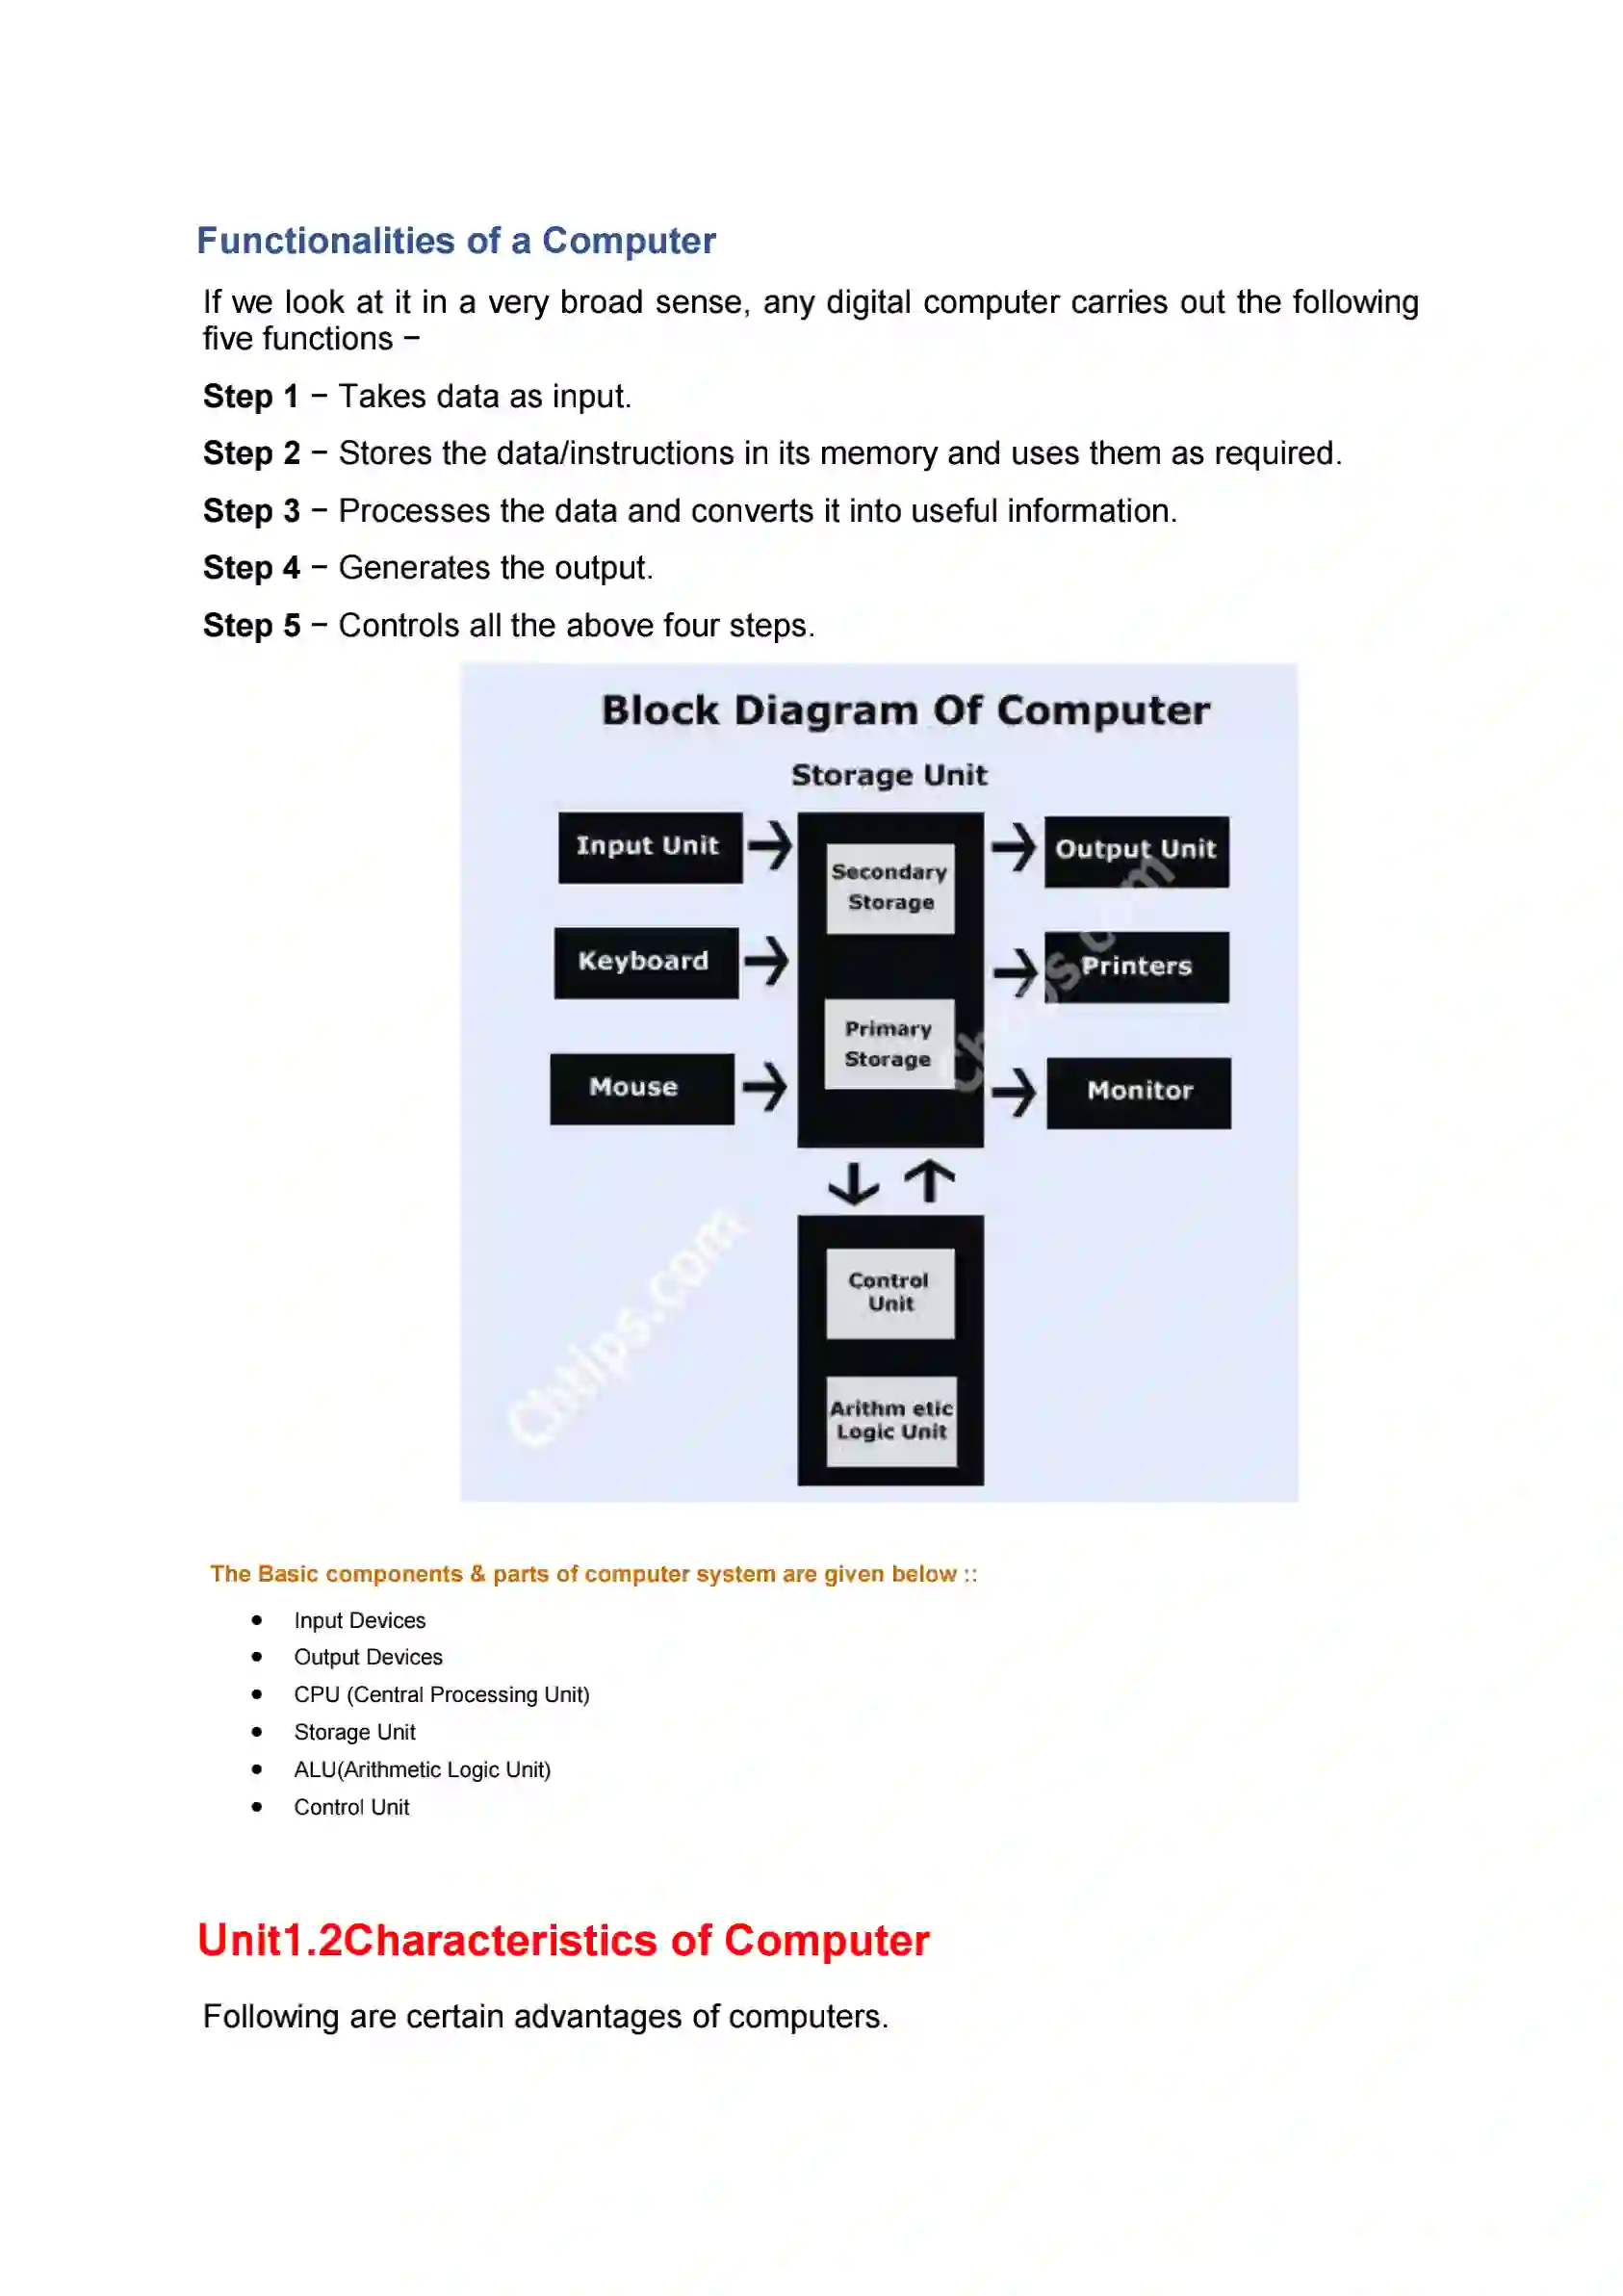 Functionalities of a Computer
If we look at it in a very broad sense, any digital computer carries out the following
five functions −
Step 1 − Takes data as input.
Step 2 − Stores the data/instructions in its memory and uses them as required.
Step 3 − Processes the data and converts it into useful information.
Step 4 − Generates the output.
Step 5 − Controls all the above four steps.
Block Diagram Of Computer
Storage Unit
Input Unit
Secondary
Storage
Output Unit
Keyboard
Printers
Primary
Storage
Mouse
Monitor
Control
Unit
Arithm etic
Logic Unit
Chtips.com
Chtips.com
The Basic components & parts of computer system are given below ::
• Input Devices
• Output Devices
• CPU (Central Processing Unit)
• Storage Unit
• ALU(Arithmetic Logic Unit)
• Control Unit
Unit1.2Characteristics of Computer
Following are certain advantages of computers.